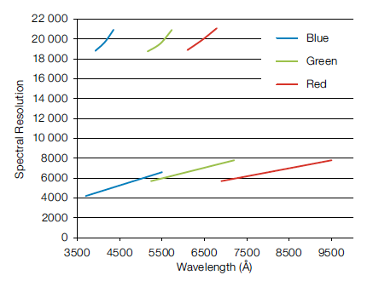 22 000
20 000
18 000
16 000
14 000
12 000
10 000
8000
6000
4000
2000
0
Spectral Resolution
Blue
Green
Red
3500 4500 5500 6500 7500 8500 9500
Wavelength (Å)